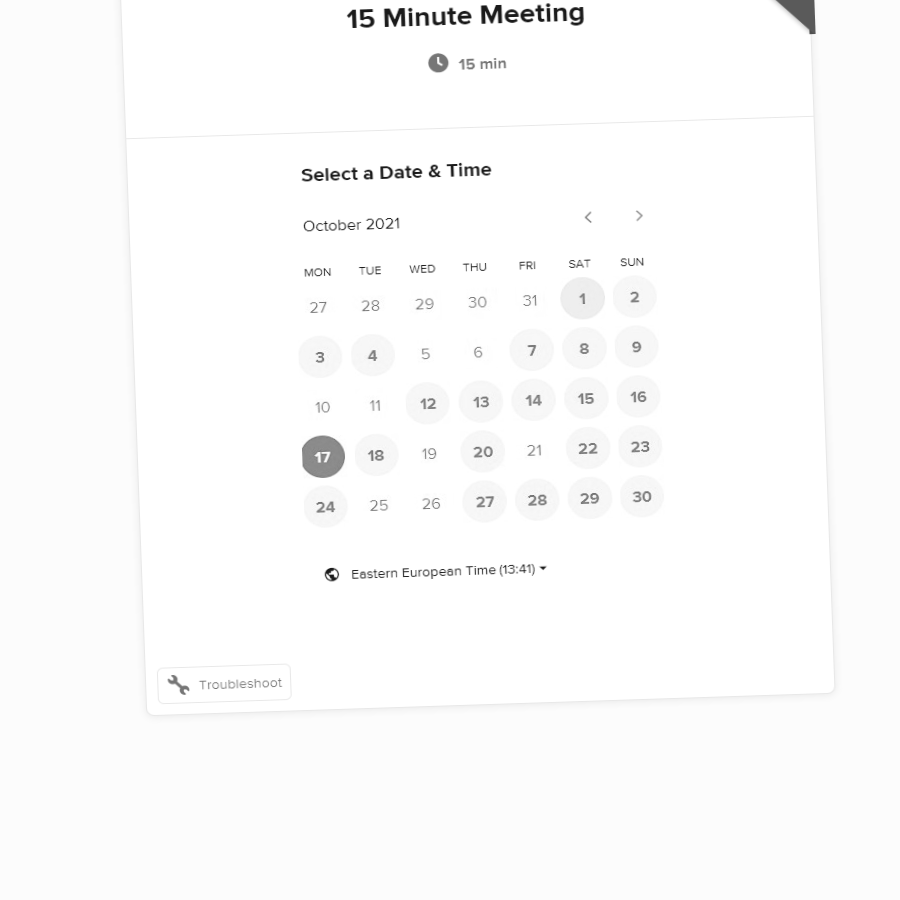 15 Minute Meeting
15 min
Select a Date & Time
October 2021
MON TUE WED THU FRI SAT SUN
27 28 29 30 31 1 2
3 4 5 6 7 8 9
10 11 12 13 14 15 16
17 18 19 20 21 22 23
24 25 26 27 28 29 30
Eastern European Time (13:41)
Troubleshoot